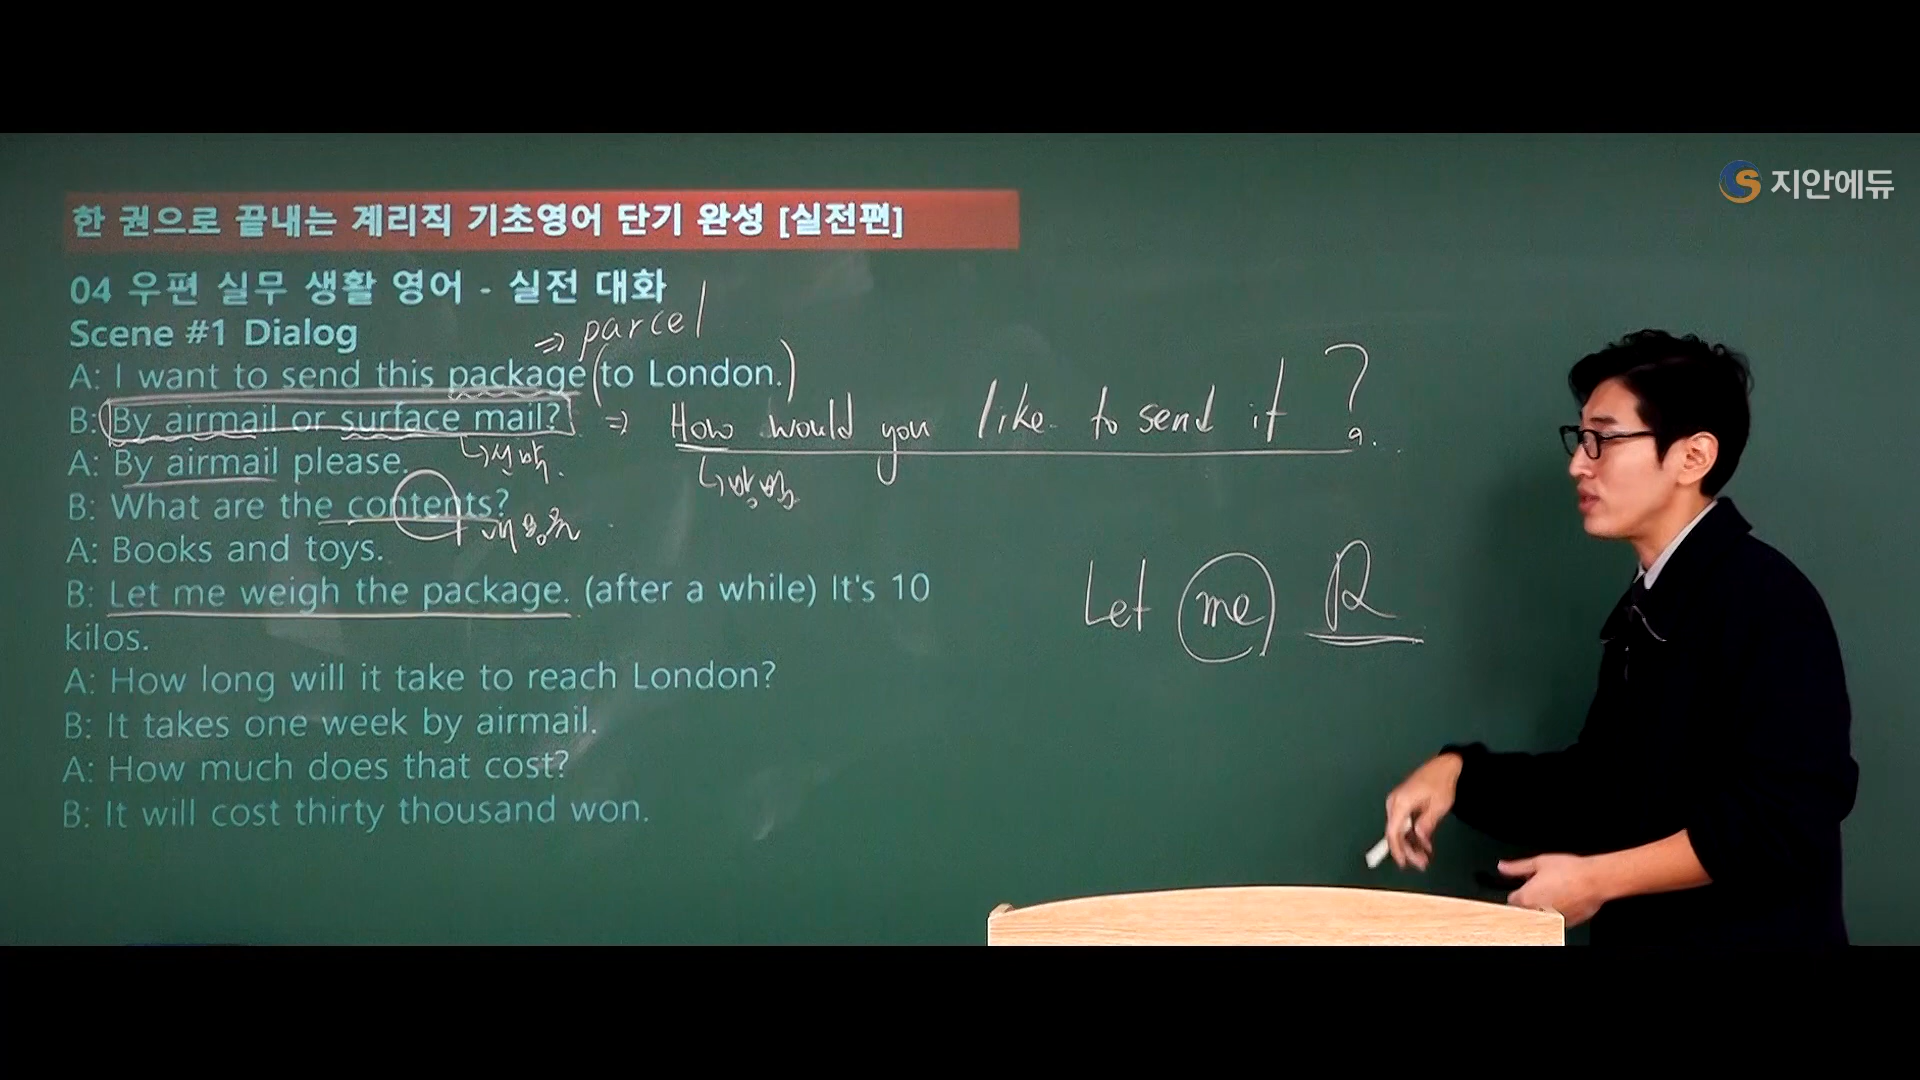 지안에듀
한 권으로 끝내는 계리직 기초영어 단기 완성 [실전편]
04 우편 실무 생활 영어 - 실전 대화
Scene #1 Dialog
⇒ parcel
A: I want to send this package (to London.)
B: By airmail or surface mail? ⇒ How would you like to send it?
A: By airmail please.
B: What are the contents?
내용물
A: Books and toys.
B: Let me weigh the package. (after a while) It's 10
kilos.
Let me R
A: How long will it take to reach London?
B: It takes one week by airmail.
A: How much does that cost?
B: It will cost thirty thousand won.